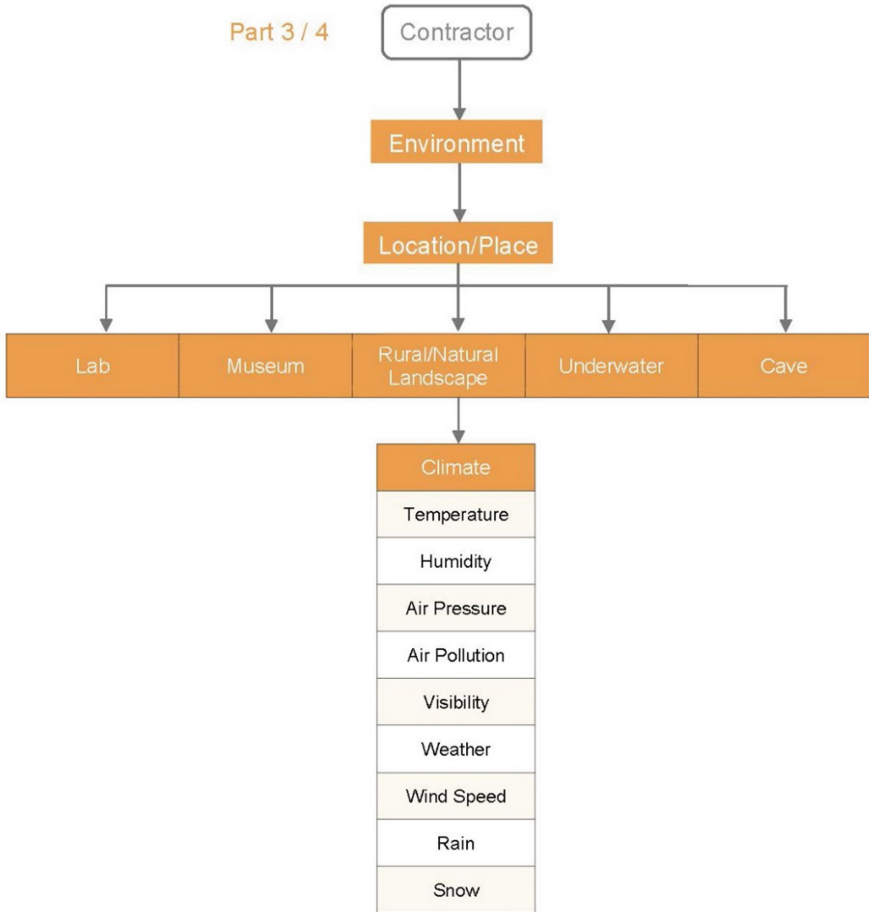 Part 3 / 4
Contractor
Environment
Location/Place
Lab
Museum
Rural/Natural
Landscape
Underwater
Cave
Climate
Temperature
Humidity
Air Pressure
Air Pollution
Visibility
Weather
Wind Speed
Rain
Snow